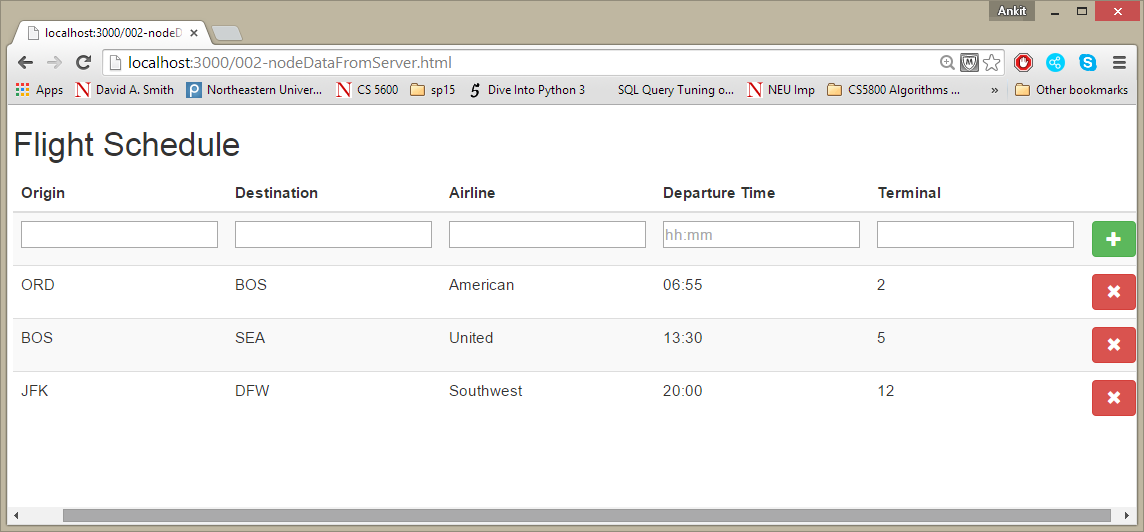 Ankit
localhost:3000/002-nodeD
localhost:3000/002-nodeDataFromServer.html
Apps N David A. Smith P Northeastern Univer... N CS 5600 sp15 5 Dive Into Python 3 SQL Query Tuning o... N NEU Imp CS5800 Algorithms ... » Other bookmarks
Flight Schedule
Origin Destination Airline Departure Time Terminal
hh:mm
ORD BOS American 06:55 2
BOS SEA United 13:30 5
JFK DFW Southwest 20:00 12